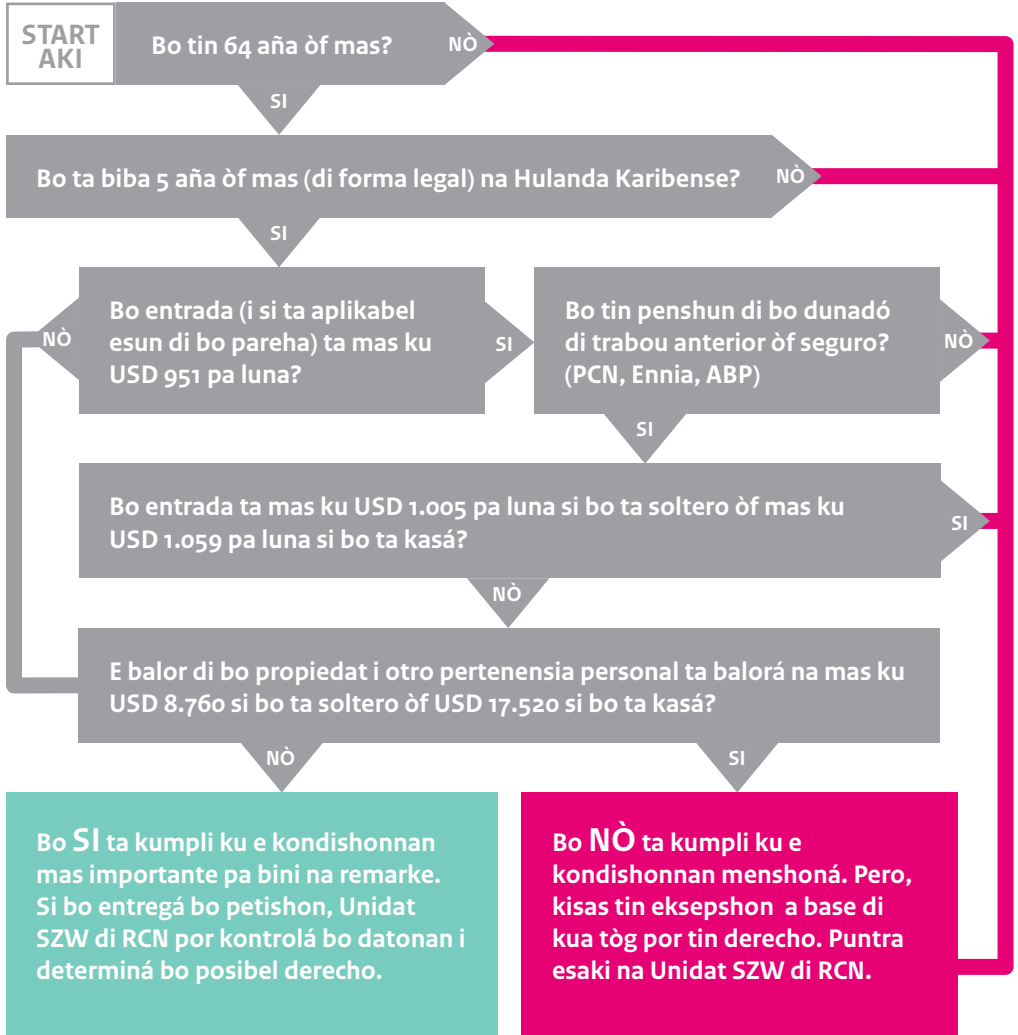 START
AKI
Bo tin 64 aña òf mas?
NÒ
SI
Bo ta biba 5 aña òf mas (di forma legal) na Hulanda Karibense?
NÒ
SI
NÒ
Bo entrada (i si ta aplikabel
esun di bo pareha) ta mas ku
USD 951 pa luna?
SI
Bo tin penshun di bo dunadó
di trabou anterior òf seguro?
(PCN, Ennia, ABP)
NÒ
SI
Bo entrada ta mas ku USD 1.005 pa luna si bo ta soltero òf mas ku
USD 1.059 pa luna si bo ta kasá?
SI
NÒ
E balor di bo propiedat i otro pertenensia personal ta balorá na mas ku
USD 8.760 si bo ta soltero òf USD 17.520 si bo ta kasá?
NÒ
SI
Bo SI ta kumpli ku e kondishonnan
mas importante pa bini na remarke.
Si bo entregá bo petishon, Unidat
SZW di RCN por kontrolá bo datonan i
determiná bo posibel derecho.
Bo NÒ ta kumpli ku e
kondishonnan menshoná. Pero,
kisas tin eksepshon a base di
kua tòg por tin derecho. Puntra
esaki na Unidat SZW di RCN.